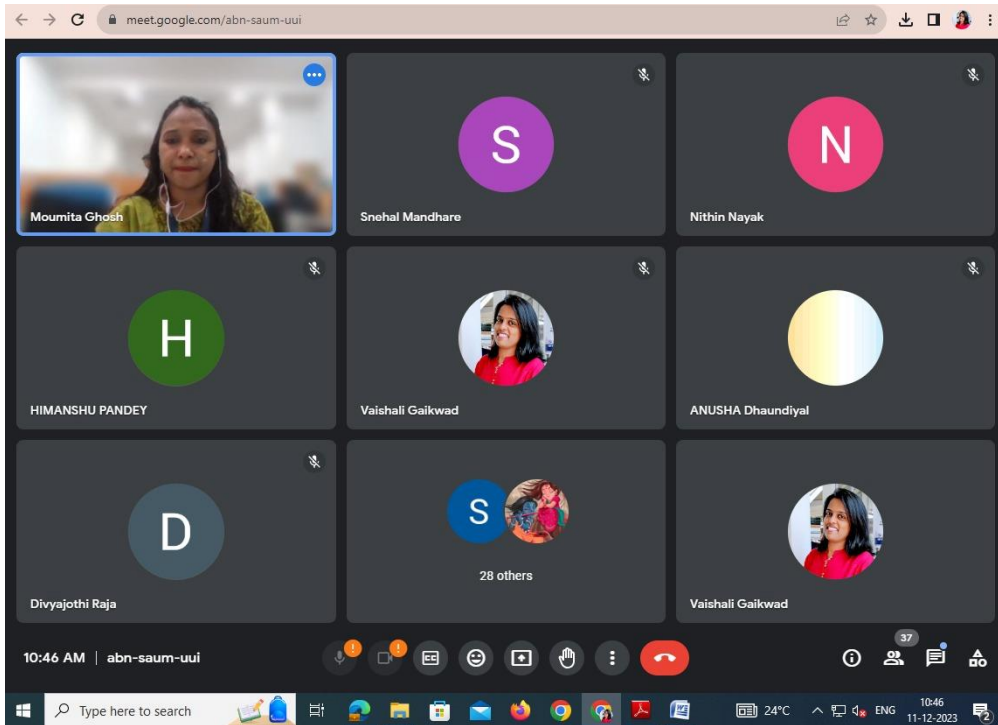 meet.google.com/abn-saum-uui
Moumita Ghosh
S
Snehal Mandhare
N
Nithin Nayak
H
HIMANSHU PANDEY
Vaishali Gaikwad
ANUSHA Dhaundiyal
D
Divyajothi Raja
S
28 others
Vaishali Gaikwad
10:46 AM | abn-saum-uui
CC
37
Type here to search
24°C
ENG
10:46
11-12-2023
2